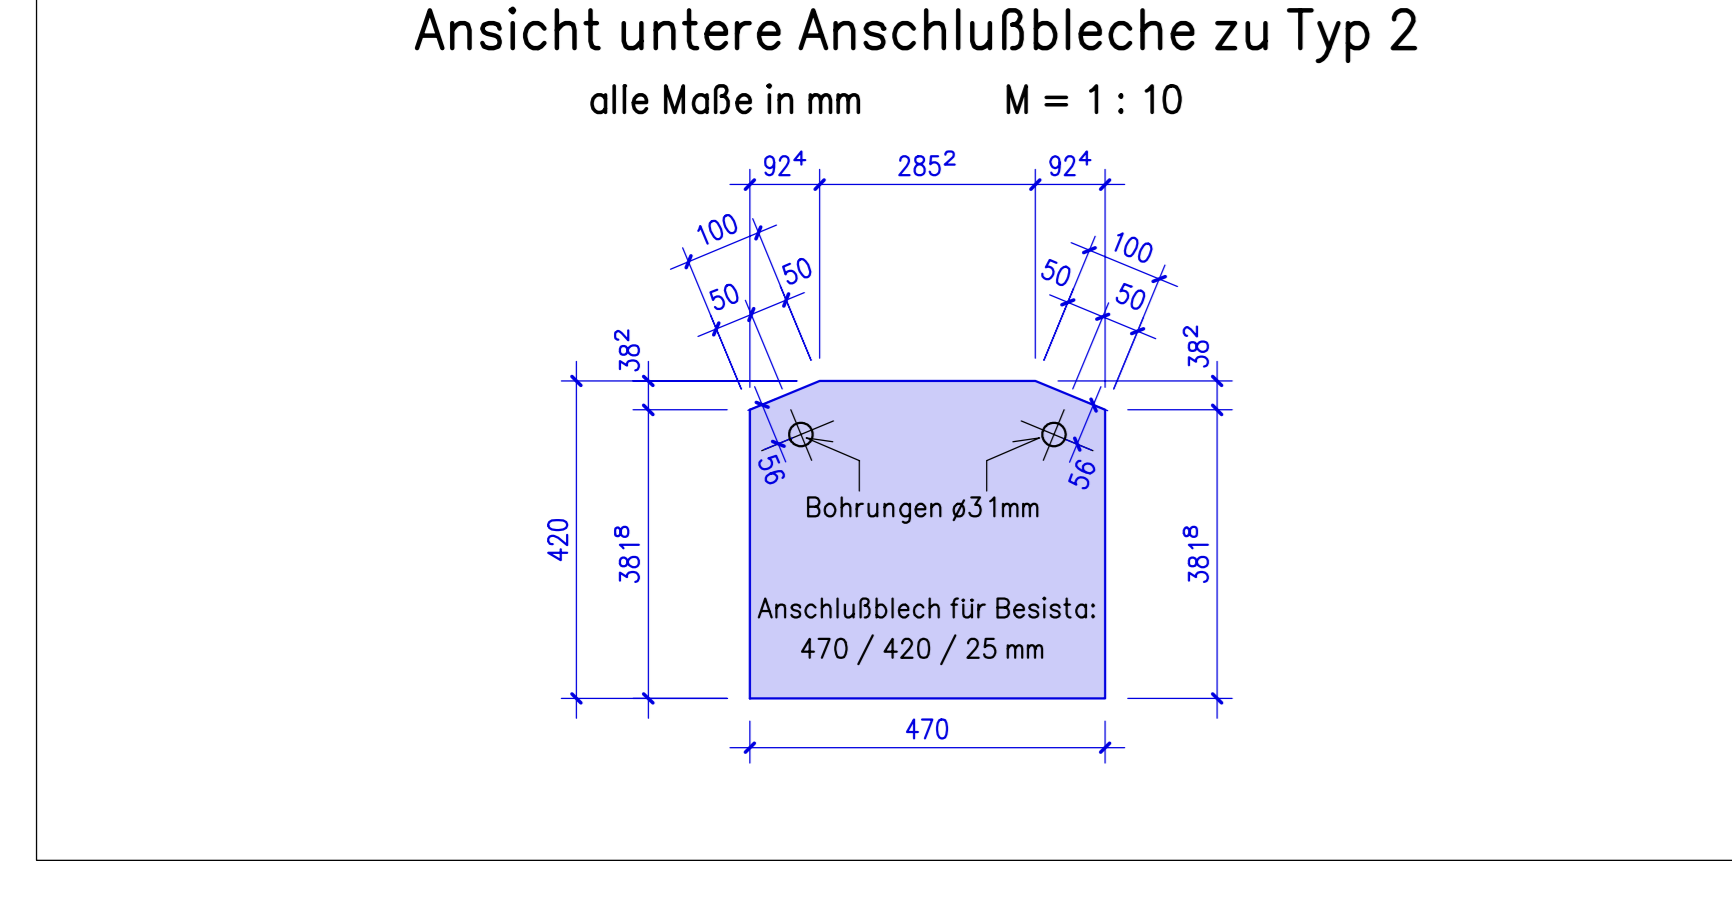 Ansicht untere Anschlußbleche zu Typ 2
alle Maße in mm M = 1 : 10
92⁴ 285² 92⁴
100 100
50 50 50 50
38² 38²
56 56
Bohrungen ø31mm
420 381⁸ 381⁸
Anschlußblech für Besista:
470 / 420 / 25 mm
470